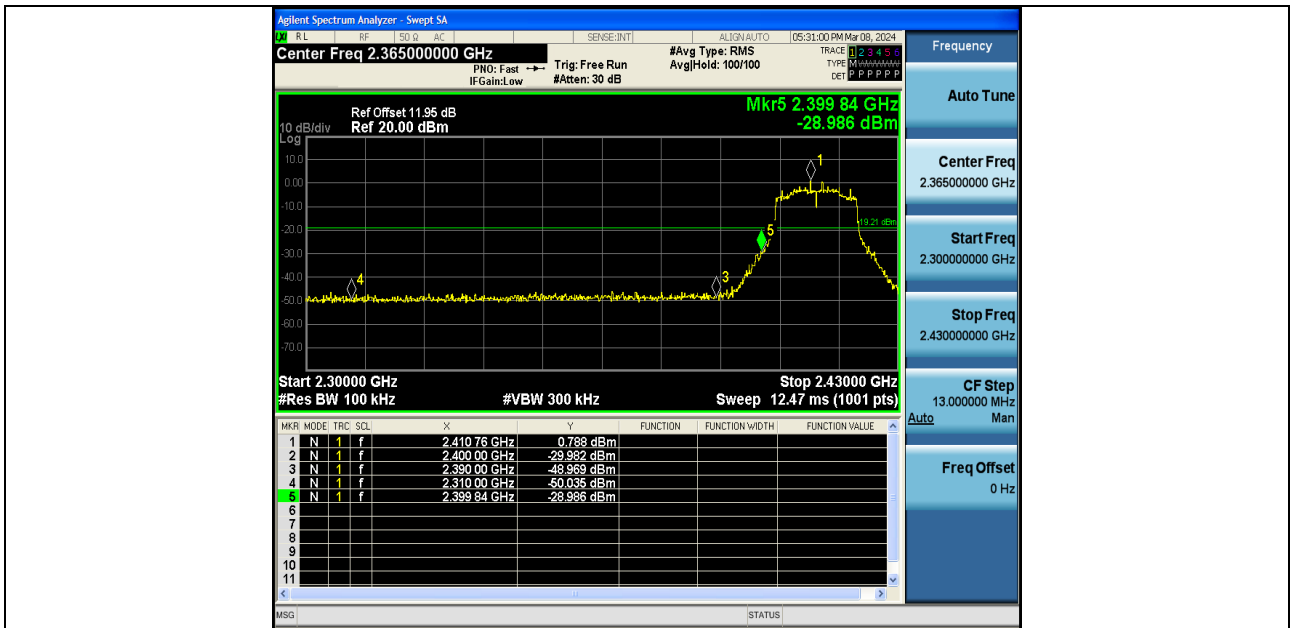 Agilent Spectrum Analyzer - Swept SA
LXI RL RF 50 Ω AC SENSE:INT ALIGNAUTO 05:31:00 PM Mar 08, 2024
Center Freq 2.365000000 GHz
PNO: Fast
IFGain:Low
Trig: Free Run
#Atten: 30 dB
#Avg Type: RMS
Avg|Hold: 100/100
TRACE 1 2 3 4 5 6
TYPE M
DET P P P P P P
Mkr5 2.399 84 GHz
-28.986 dBm
Ref Offset 11.95 dB
10 dB/div Ref 20.00 dBm
Log
10.0
0.00
-10.0
-20.0
-30.0
-40.0
-50.0
-60.0
-70.0
1
-19.21 dBm
5
3
4
Start 2.30000 GHz Stop 2.43000 GHz
#Res BW 100 kHz #VBW 300 kHz Sweep 12.47 ms (1001 pts)
MKR MODE TRC SCL X Y FUNCTION FUNCTION WIDTH FUNCTION VALUE
1 N 1 f 2.410 76 GHz 0.788 dBm
2 N 1 f 2.400 00 GHz -29.982 dBm
3 N 1 f 2.390 00 GHz -48.969 dBm
4 N 1 f 2.310 00 GHz -50.035 dBm
5 N 1 f 2.399 84 GHz -28.986 dBm
6
7
8
9
10
11
MSG STATUS
Frequency
Auto Tune
Center Freq
2.365000000 GHz
Start Freq
2.300000000 GHz
Stop Freq
2.430000000 GHz
CF Step
13.000000 MHz
Auto Man
Freq Offset
0 Hz